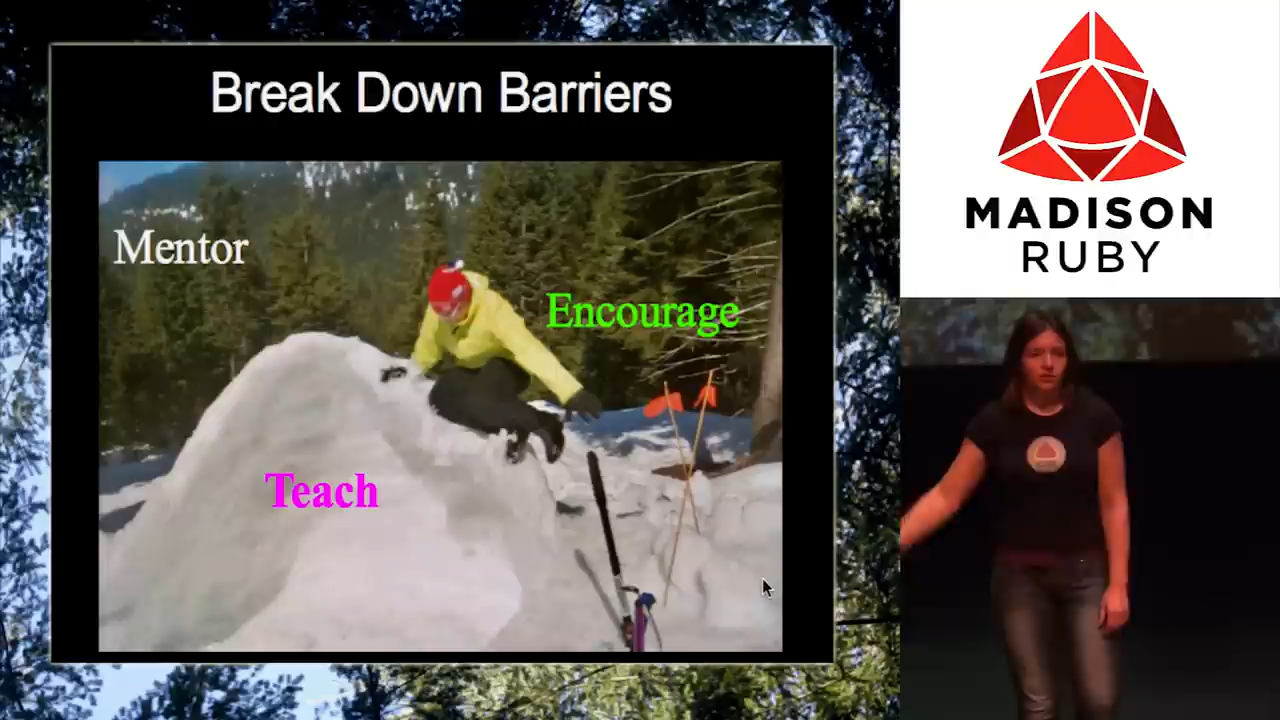 Break Down Barriers
Mentor
Encourage
Teach
MADISON
RUBY